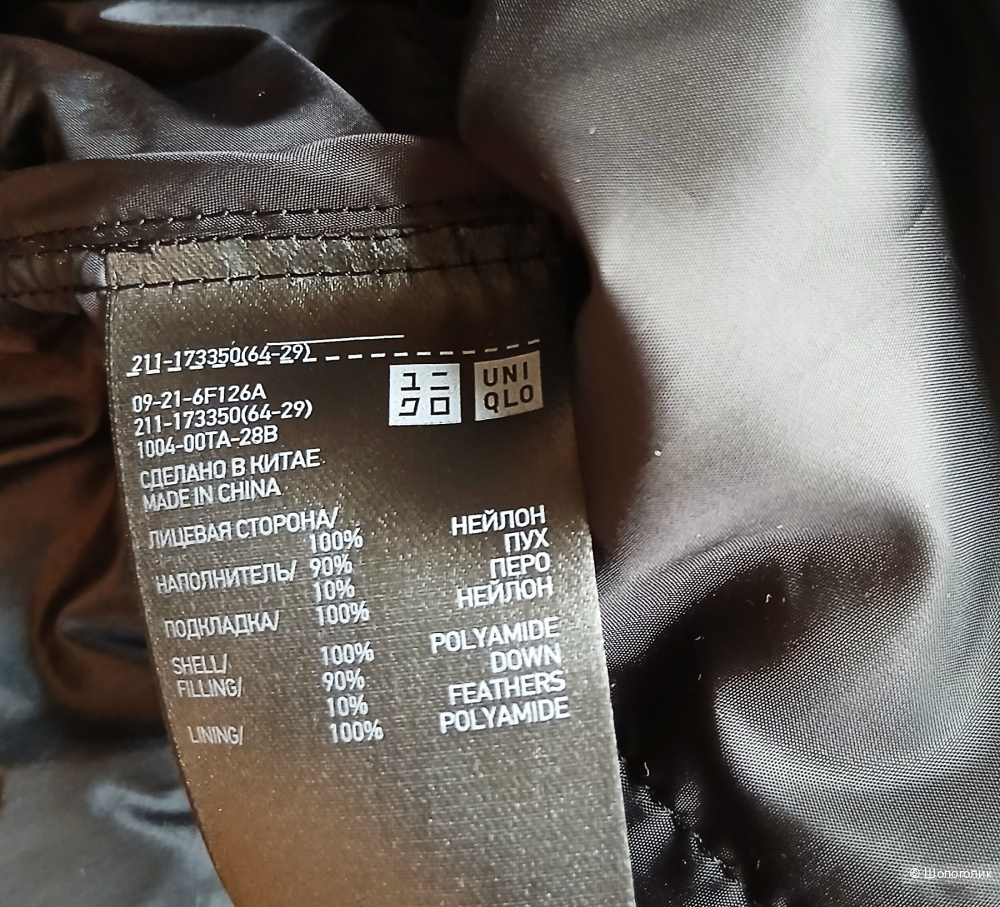 211-173350(64-29)
09-21-6F126A
211-173350(64-29)
1004-00TA-28B
ユニ
クロ
UNI
QLO
СДЕЛАНО В КИТАЕ
MADE IN CHINA
ЛИЦЕВАЯ СТОРОНА/
100% НЕЙЛОН
НАПОЛНИТЕЛЬ/ 90% ПУХ
10% ПЕРО
ПОДКЛАДКА/ 100% НЕЙЛОН
SHELL/ 100% POLYAMIDE
FILLING/ 90% DOWN
10% FEATHERS
LINING/ 100% POLYAMIDE
© Шопоголик